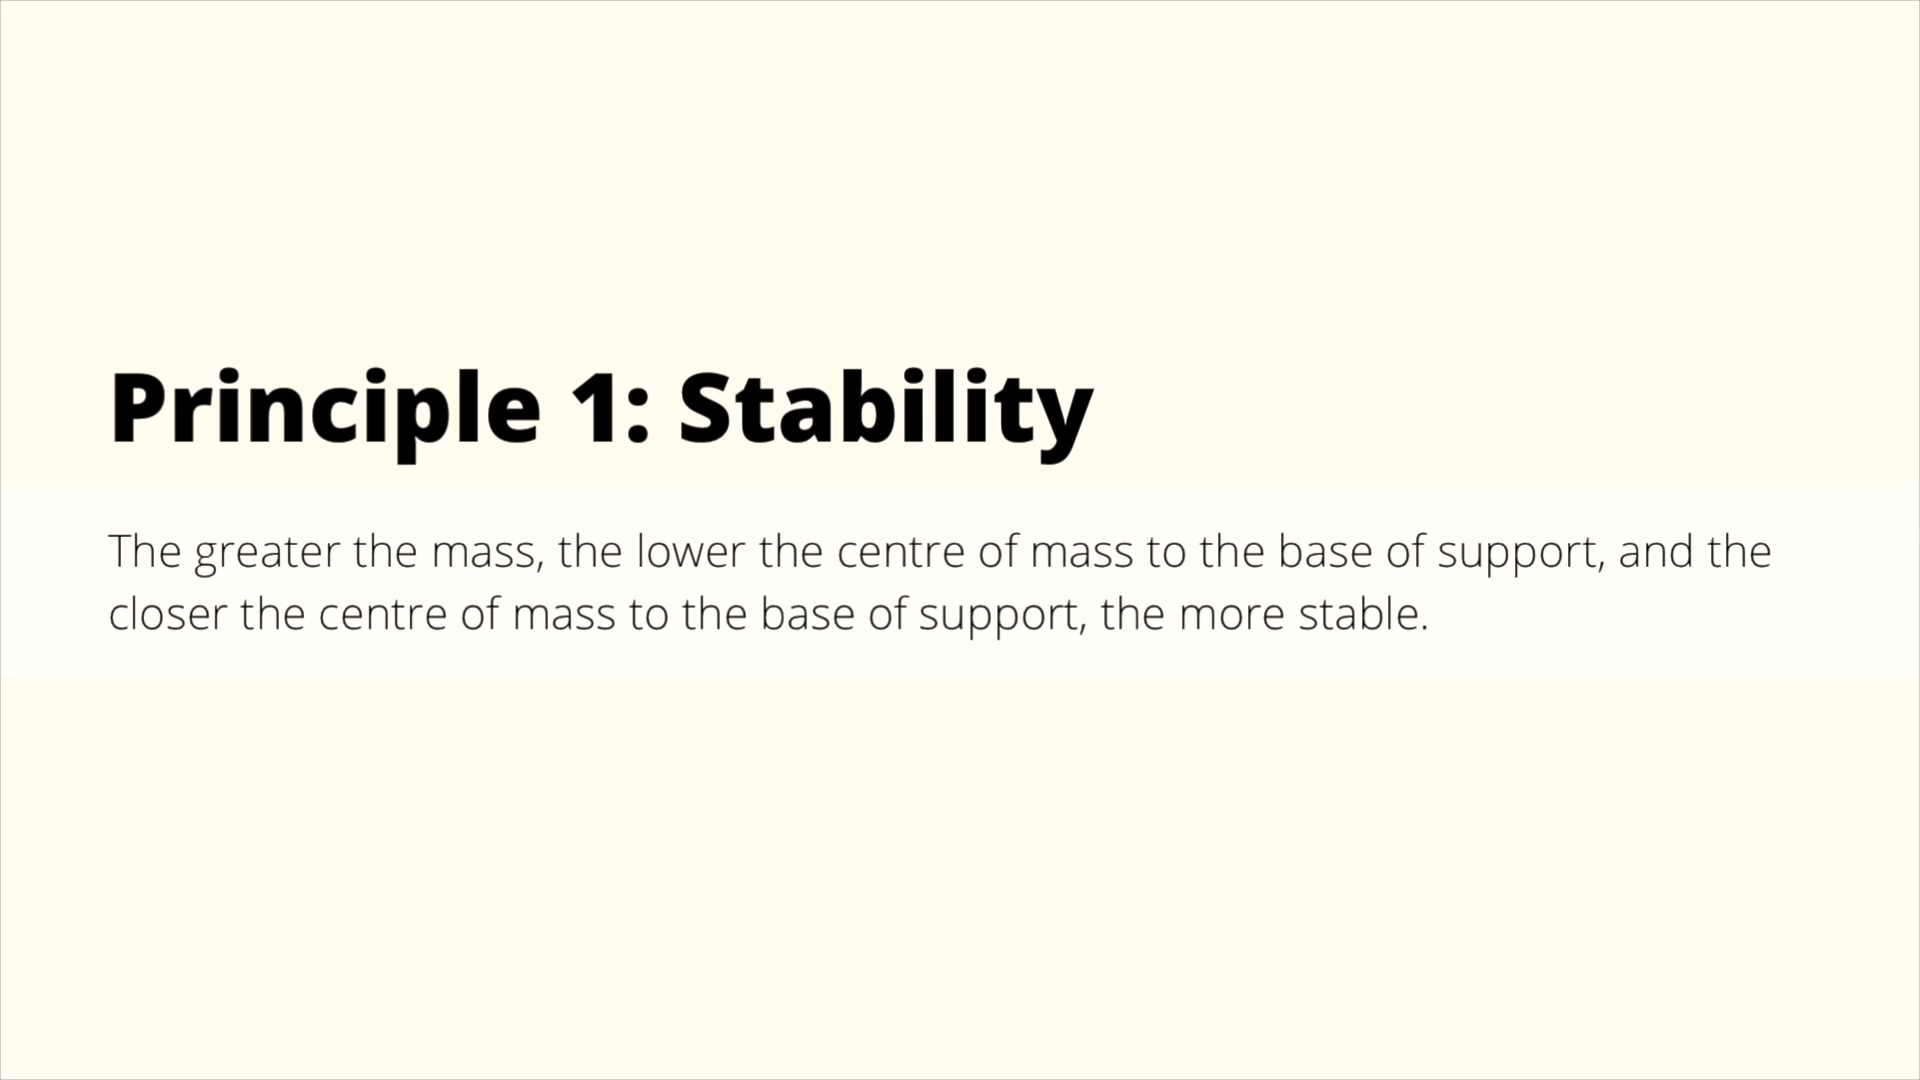 Principle 1: Stability
The greater the mass, the lower the centre of mass to the base of support, and the
closer the centre of mass to the base of support, the more stable.